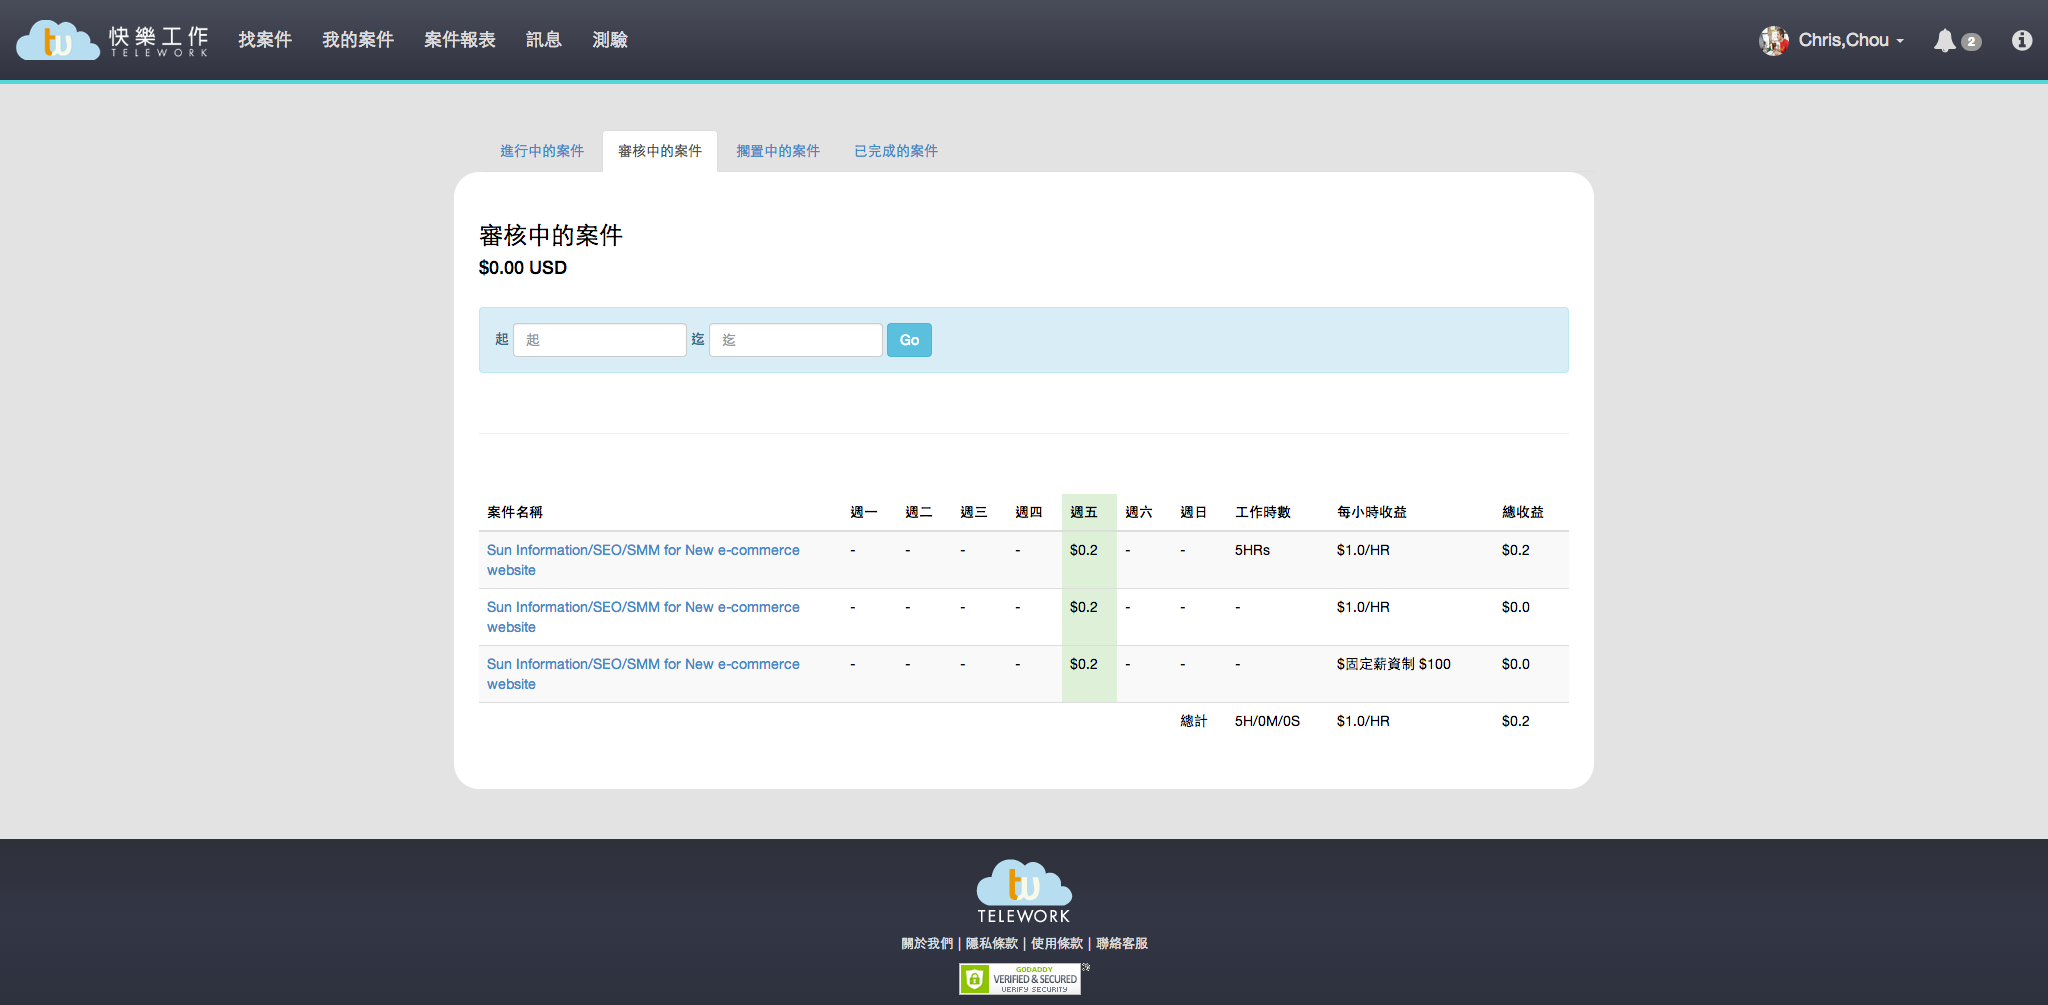 tw 快樂工作 TELEWORK 找案件 我的案件 案件報表 訊息 測驗 Chris,Chou 2
進行中的案件 審核中的案件 擱置中的案件 已完成的案件
審核中的案件
$0.00 USD
起 起 迄 迄 Go
案件名稱 週一 週二 週三 週四 週五 週六 週日 工作時數 每小時收益 總收益
Sun Information/SEO/SMM for New e-commerce - - - - $0.2 - - 5HRs $1.0/HR $0.2
website
Sun Information/SEO/SMM for New e-commerce - - - - $0.2 - - - $1.0/HR $0.0
website
Sun Information/SEO/SMM for New e-commerce - - - - $0.2 - - - $固定薪資制 $100 $0.0
website
總計 5H/0M/0S $1.0/HR $0.2
tw
TELEWORK
關於我們 | 隱私條款 | 使用條款 | 聯絡客服
GODADDY
VERIFIED & SECURED
VERIFY SECURITY